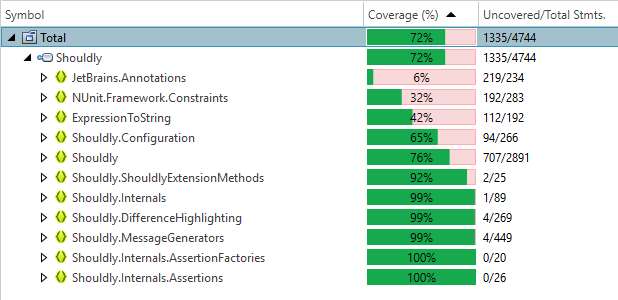 Symbol Coverage (%) Uncovered/Total Stmts.
Total 72% 1335/4744
Shouldly 72% 1335/4744
JetBrains.Annotations 6% 219/234
NUnit.Framework.Constraints 32% 192/283
ExpressionToString 42% 112/192
Shouldly.Configuration 65% 94/266
Shouldly 76% 707/2891
Shouldly.ShouldlyExtensionMethods 92% 2/25
Shouldly.Internals 99% 1/89
Shouldly.DifferenceHighlighting 99% 4/269
Shouldly.MessageGenerators 99% 4/449
Shouldly.Internals.AssertionFactories 100% 0/20
Shouldly.Internals.Assertions 100% 0/26